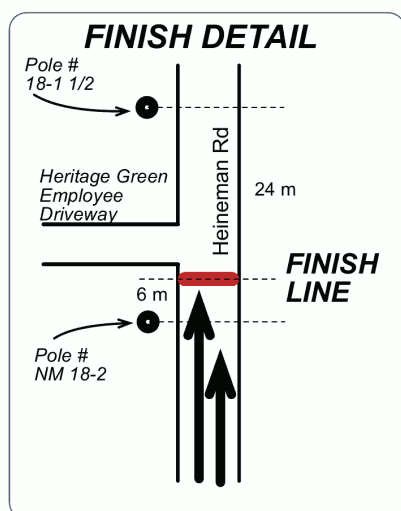 FINISH DETAIL
Pole #
18-1 1/2
Heritage Green
Employee
Driveway
Heineman Rd
24 m
FINISH
LINE
6 m
Pole #
NM 18-2